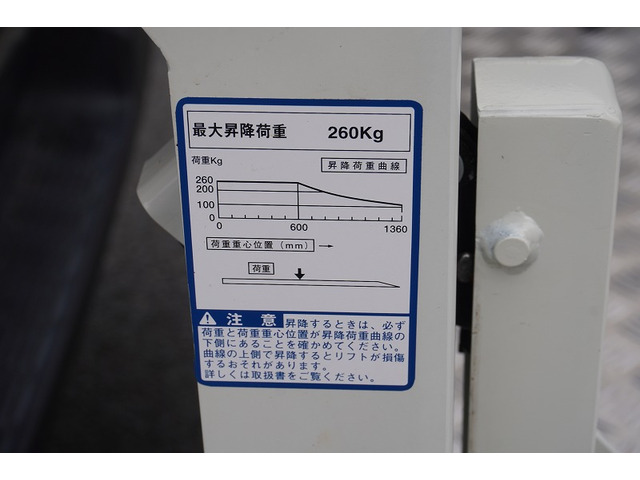 最大昇降荷重 260Kg
荷重Kg
昇降荷重曲線
260
200
100
0
0 600 1360
荷重重心位置(mm) →
荷重
注意 昇降するときは、必ず
荷重と荷重重心位置が昇降荷重曲線の
下側にあることを確かめてください。
曲線の上側で昇降するとリフトが損傷
するおそれがあります。
詳しくは取扱書をご覧ください。